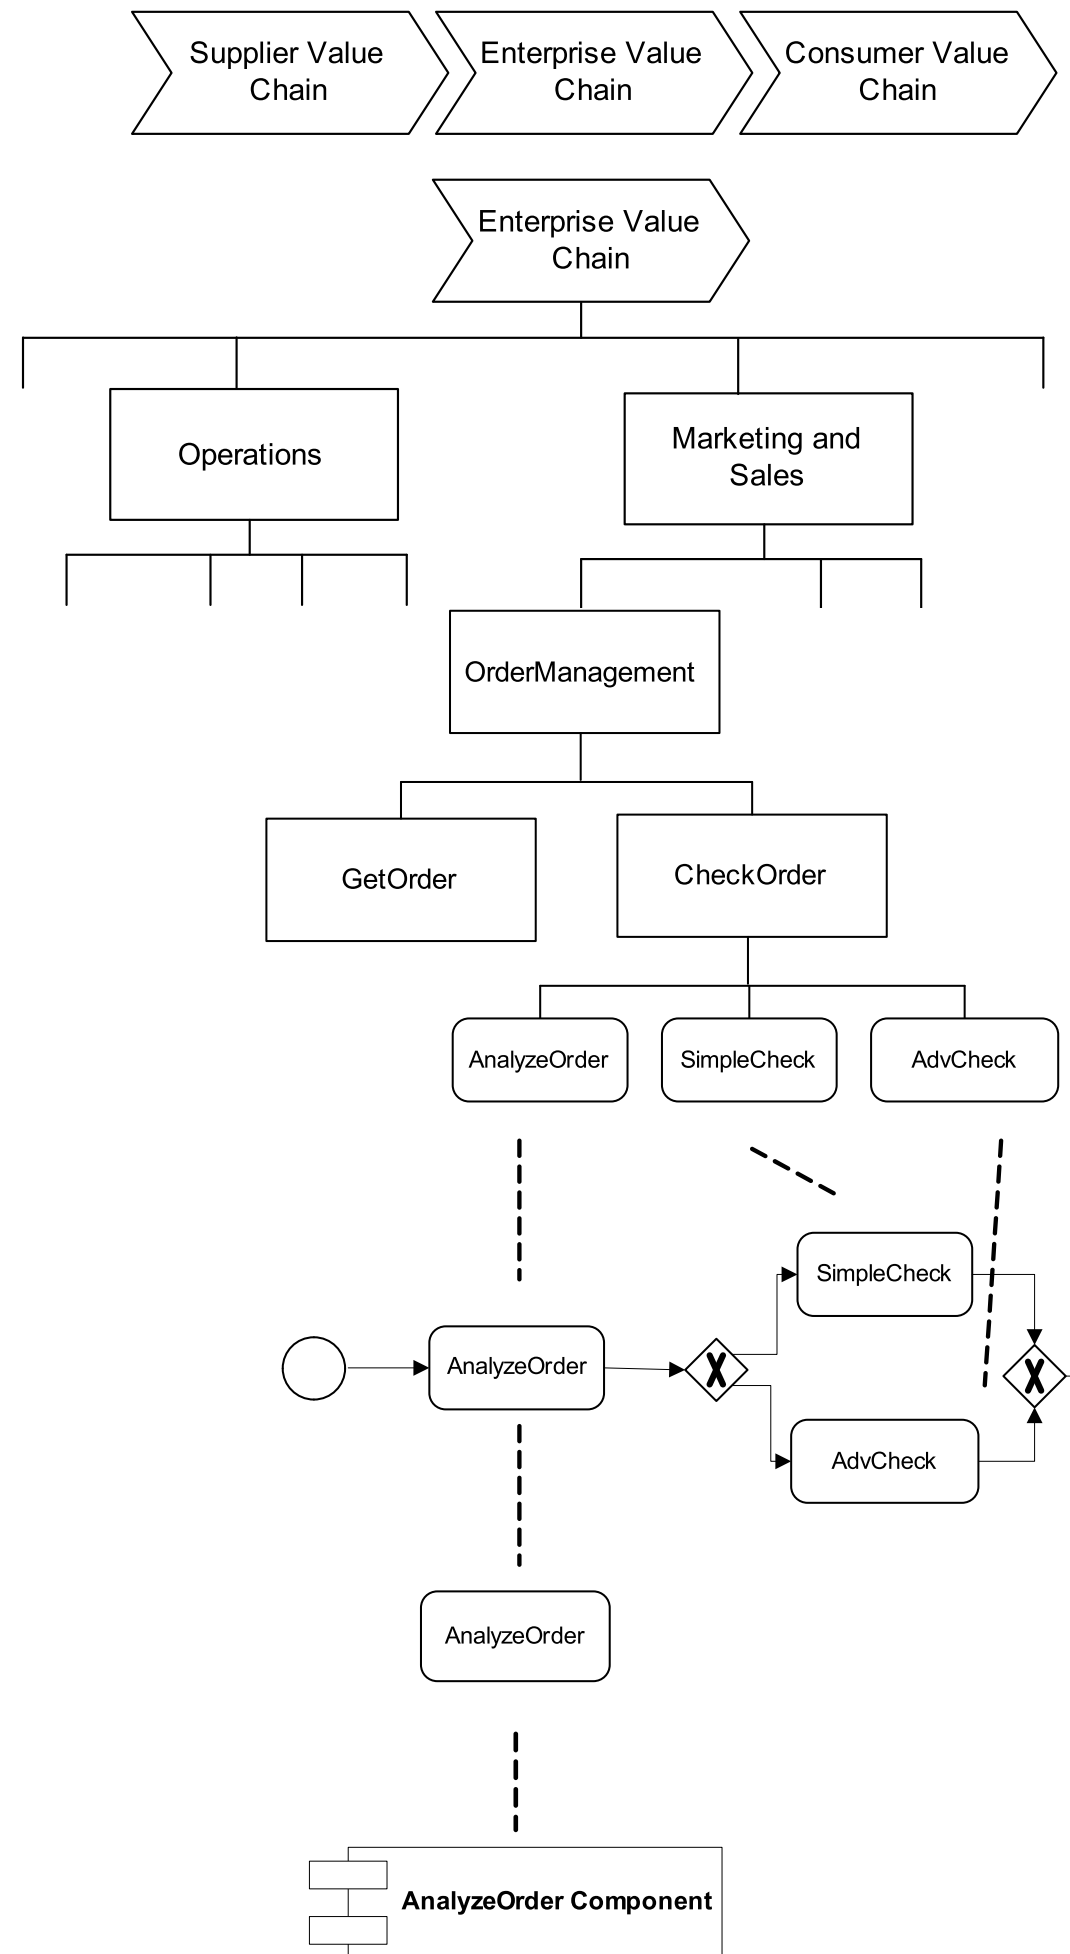 Supplier Value
Chain
Enterprise Value
Chain
Consumer Value
Chain
Enterprise Value
Chain
Operations
Marketing and
Sales
OrderManagement
GetOrder
CheckOrder
AnalyzeOrder
SimpleCheck
AdvCheck
SimpleCheck
AnalyzeOrder
X
X
AdvCheck
AnalyzeOrder
AnalyzeOrder Component